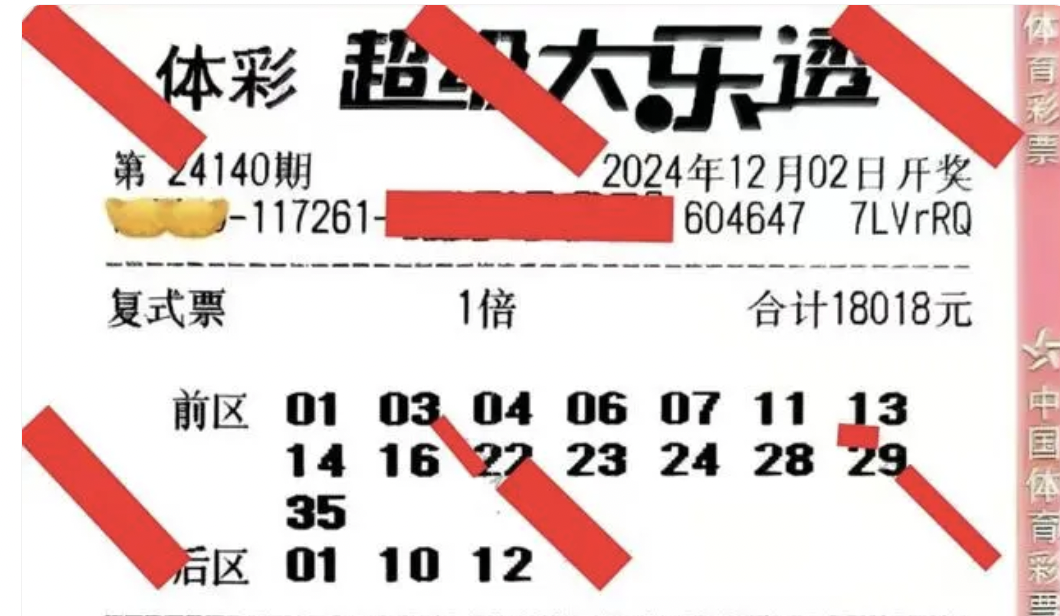 体彩 超级大乐透
第 24140期 2024年12月02日开奖
-117261- 604647 7LVrRQ
复式票 1倍 合计18018元
前区 01 03 04 06 07 11 13
14 16 22 23 24 28 29
35
后区 01 10 12
体育彩票
中国体育彩票